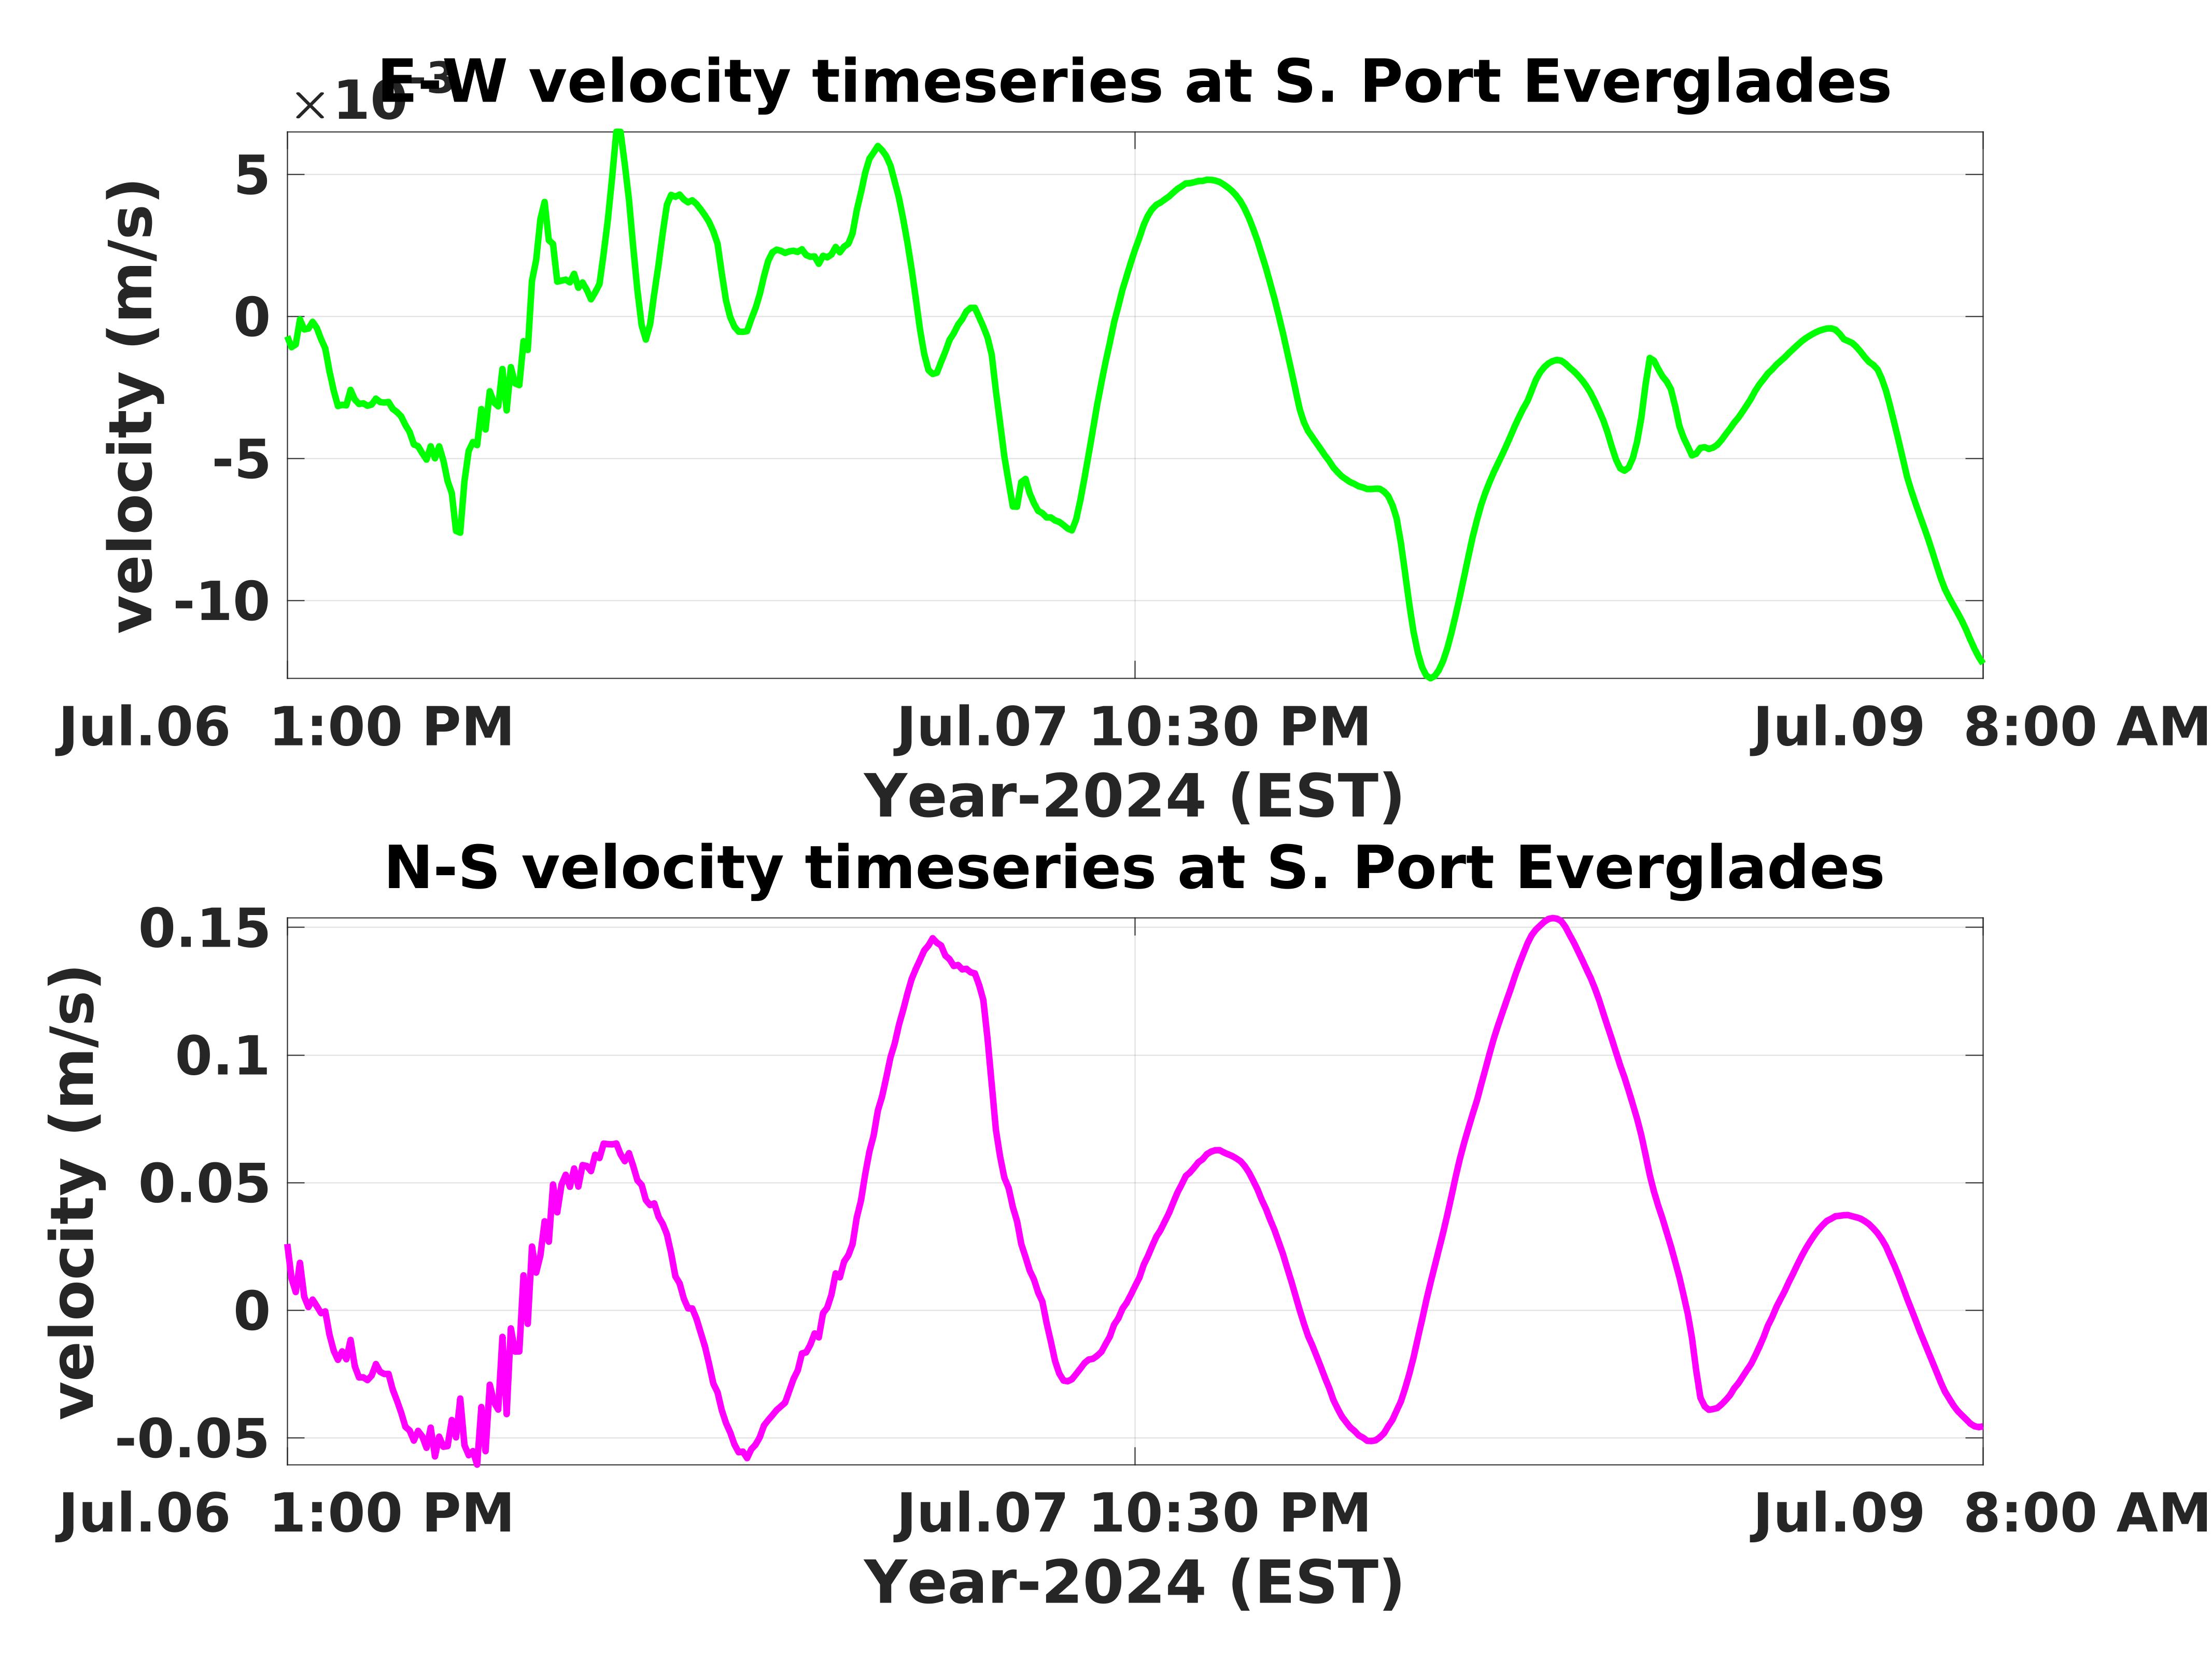 E-W velocity timeseries at S. Port Everglades
×10-3
velocity (m/s)
5
0
-5
-10
Jul.06  1:00 PM
Jul.07 10:30 PM
Jul.09  8:00 AM
Year-2024 (EST)
N-S velocity timeseries at S. Port Everglades
velocity (m/s)
0.15
0.1
0.05
0
-0.05
Jul.06  1:00 PM
Jul.07 10:30 PM
Jul.09  8:00 AM
Year-2024 (EST)